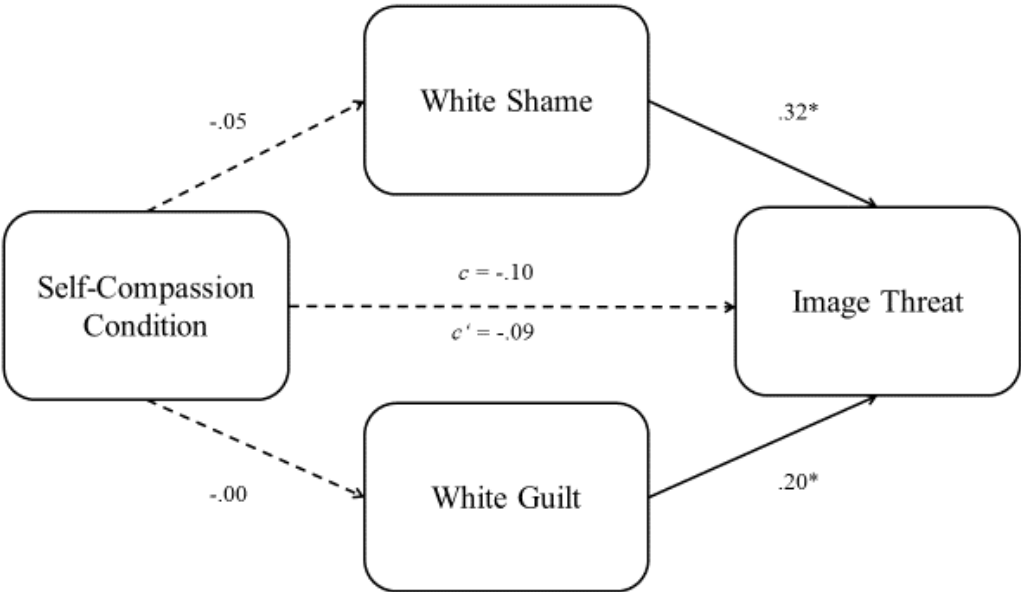 White Shame
-.05
.32*
Self-Compassion
Condition
c = -.10
c‘ = -.09
Image Threat
-.00
White Guilt
.20*